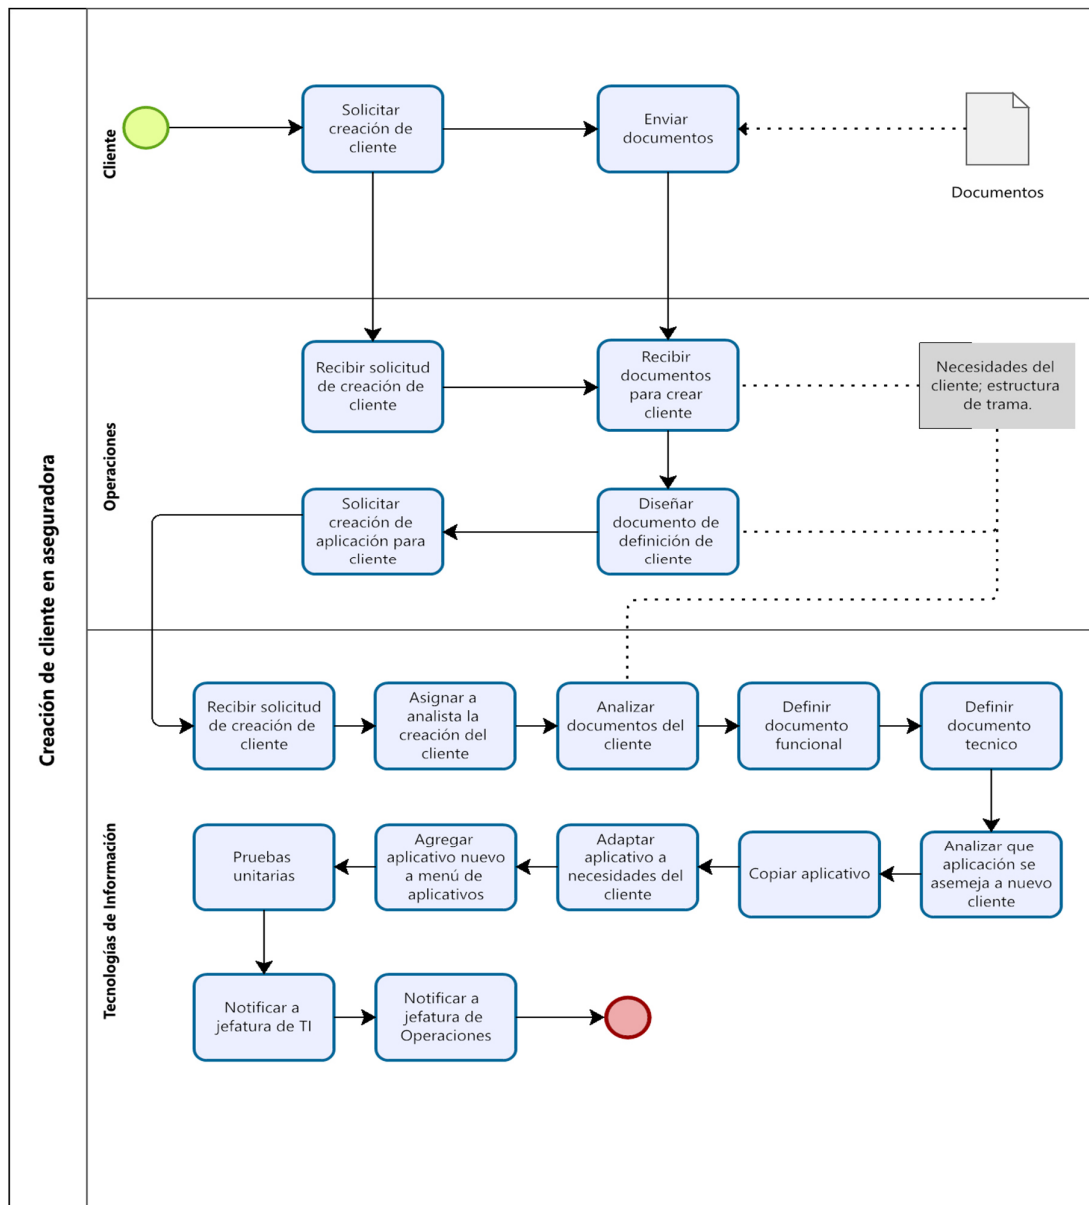 Creación de cliente en aseguradora
Cliente
Solicitar
creación de
cliente
Enviar
documentos
Documentos
Operaciones
Recibir solicitud
de creación de
cliente
Recibir
documentos
para crear
cliente
Necesidades del
cliente; estructura
de trama.
Solicitar
creación de
aplicación para
cliente
Diseñar
documento de
definición de
cliente
Tecnologías de Información
Recibir solicitud
de creación de
cliente
Asignar a
analista la
creación del
cliente
Analizar
documentos del
cliente
Definir
documento
funcional
Definir
documento
tecnico
Pruebas
unitarias
Agregar
aplicativo nuevo
a menú de
aplicativos
Adaptar
aplicativo a
necesidades del
cliente
Copiar aplicativo
Analizar que
aplicación se
asemeja a nuevo
cliente
Notificar a
jefatura de TI
Notificar a
jefatura de
Operaciones